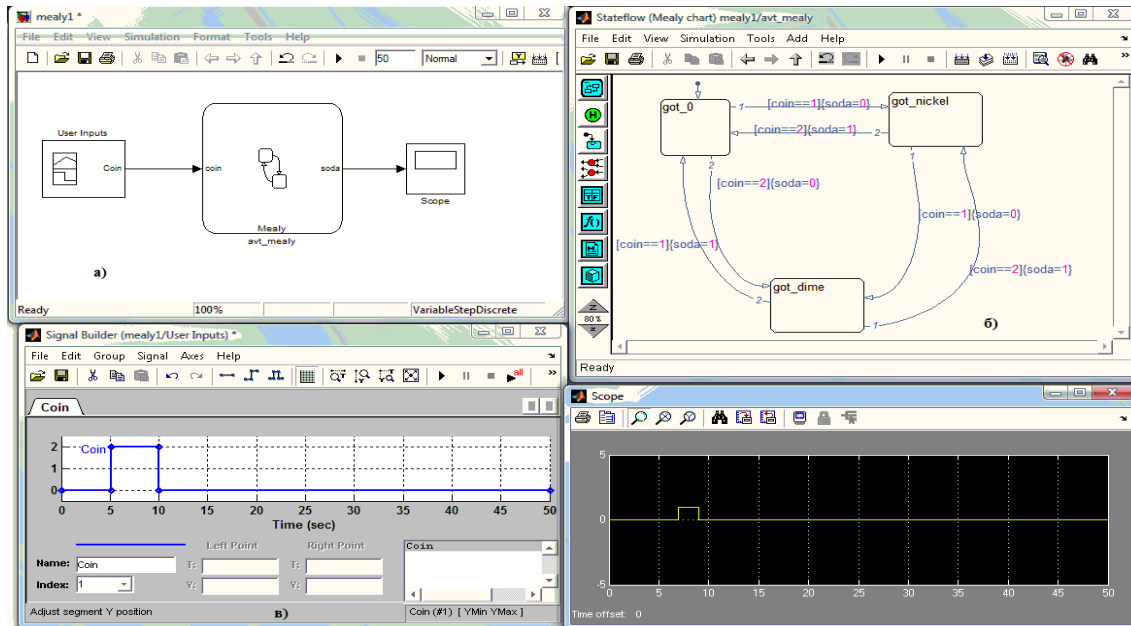 mealy1 *
File Edit View Simulation Format Tools Help
50 Normal
User Inputs
Coin
coin
soda
Mealy
avt_mealy
Scope
а)
Ready 100% VariableStepDiscrete
Stateflow (Mealy chart) mealy1/avt_mealy
File Edit View Simulation Tools Add Help
got_0
got_nickel
1 [coin==1]{soda=0}
[coin==2]{soda=1} 2
2
1
[coin==2]{soda=0}
[coin==1]{soda=0}
[coin==1]{soda=1}
[coin==2]{soda=1}
got_dime
2
1
б)
80 %
Ready
Signal Builder (mealy1/User Inputs) *
File Edit Group Signal Axes Help
all
Coin
2
1
0
Coin
0 5 10 15 20 25 30 35 40 45 50
Time (sec)
Left Point Right Point
Name: Coin T: T:
Index: 1 Y: Y:
Coin
Adjust segment Y position
в)
Coin (#1) [ YMin YMax ]
Scope
5
0
-5
0 5 10 15 20 25 30 35 40 45 50
Time offset: 0